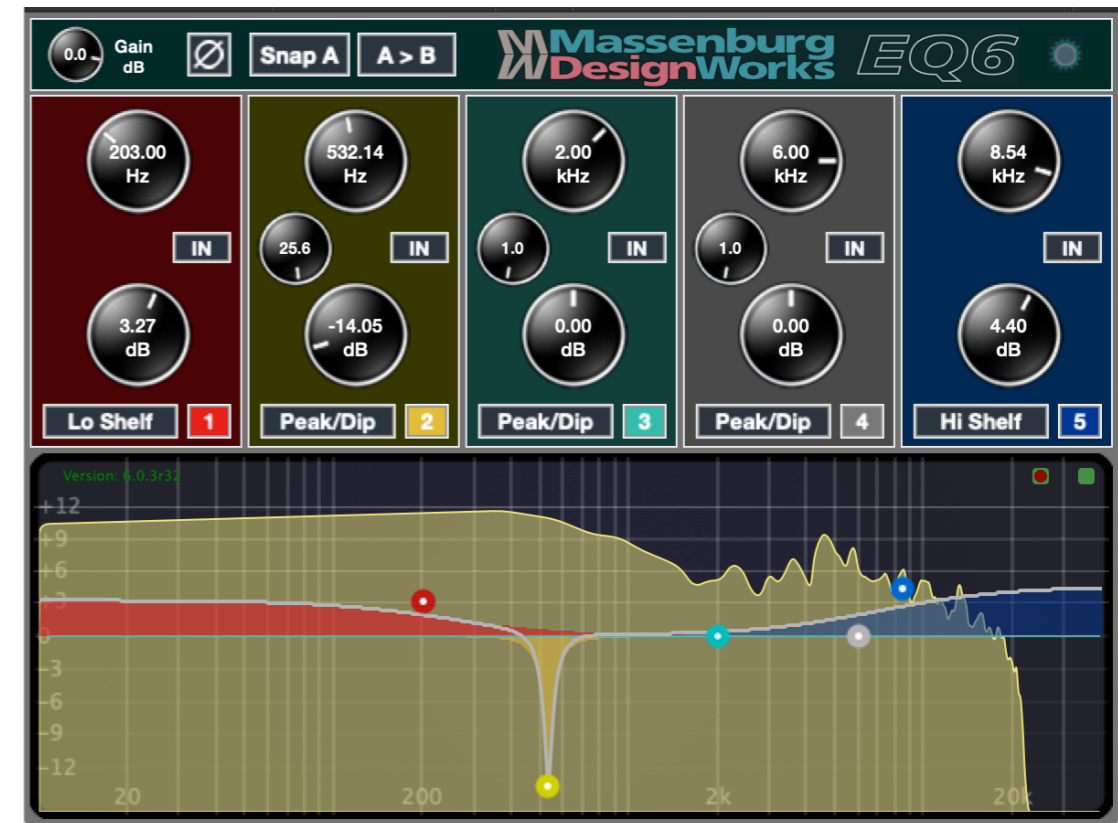 0.0 Gain dB Ø Snap A A > B Massenburg DesignWorks EQ6
203.00 Hz
IN
3.27 dB
Lo Shelf 1
532.14 Hz
25.6 IN
-14.05 dB
Peak/Dip 2
2.00 kHz
1.0 IN
0.00 dB
Peak/Dip 3
6.00 kHz
1.0 IN
0.00 dB
Peak/Dip 4
8.54 kHz
IN
4.40 dB
Hi Shelf 5
Version: 6.0.3r32
+12
+9
+6
+3
0
-3
-6
-9
-12
20 200 2k 20k